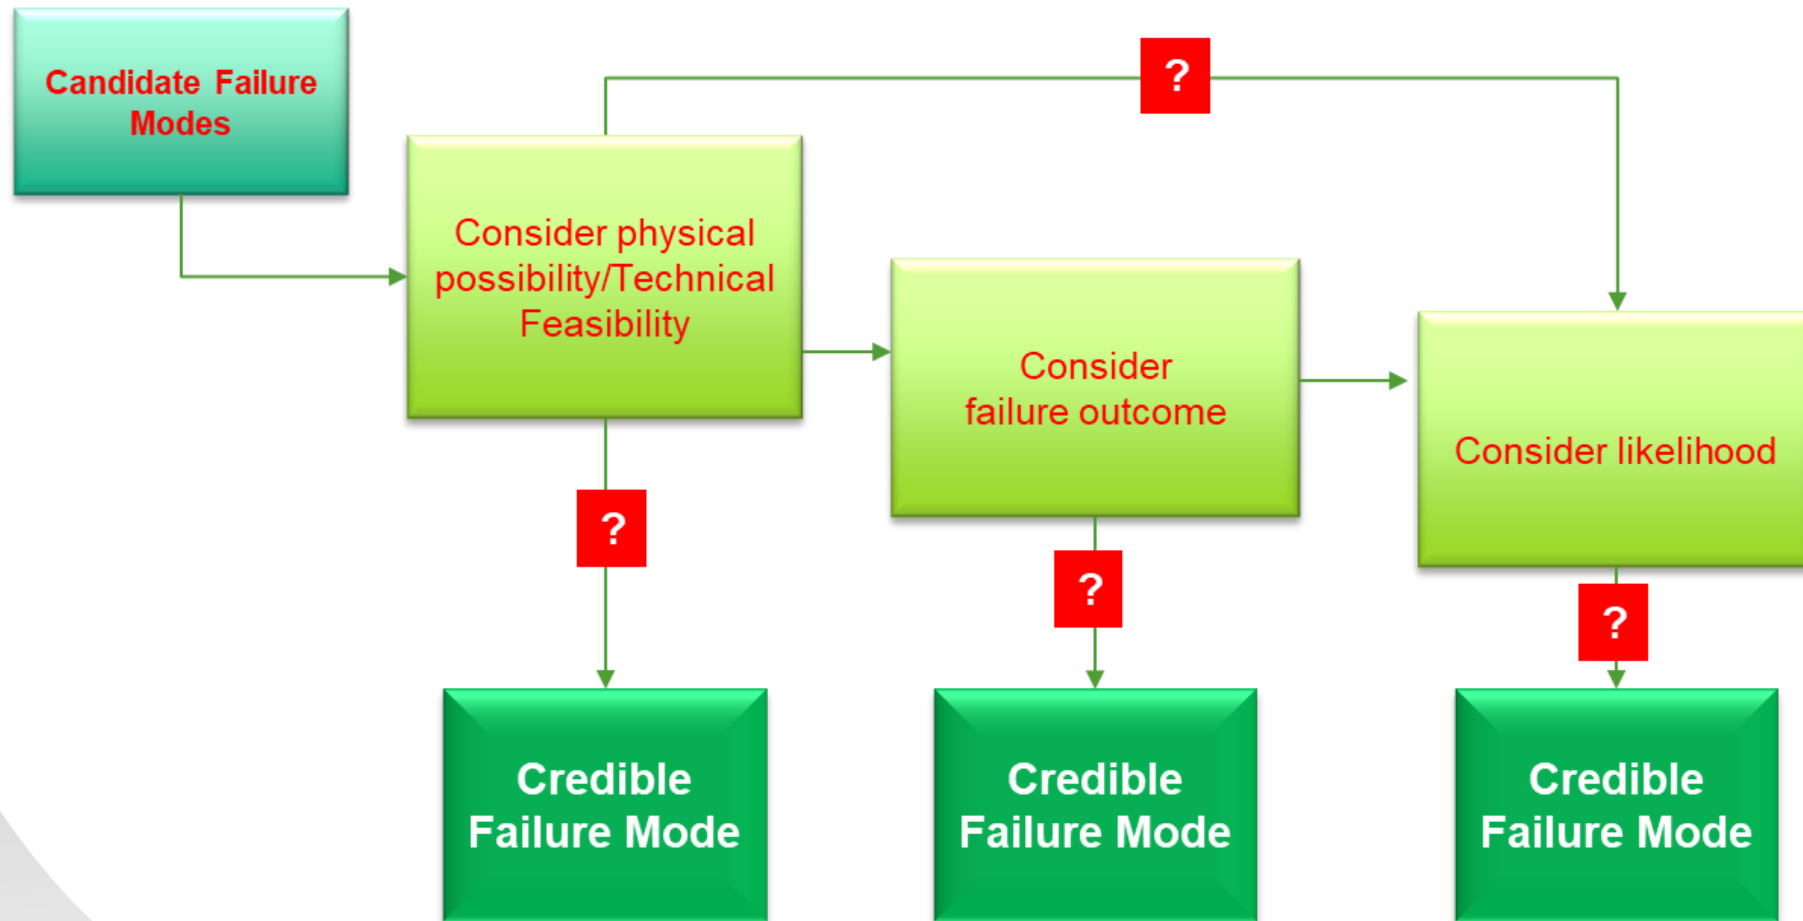 Candidate Failure
Modes
?
Consider physical
possibility/Technical
Feasibility
Consider
failure outcome
Consider likelihood
?
?
?
Credible
Failure Mode
Credible
Failure Mode
Credible
Failure Mode